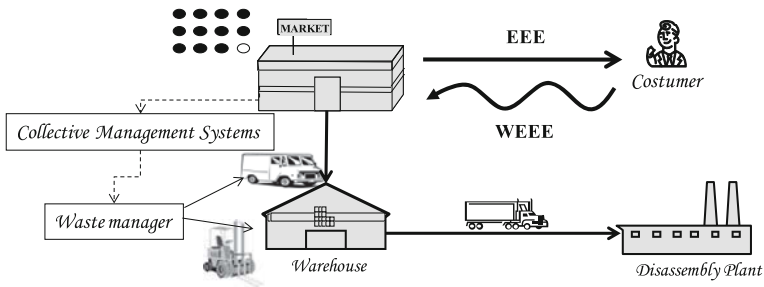 MARKET
EEE
Costumer
WEEE
Collective Management Systems
Waste manager
Warehouse
Disassembly Plant